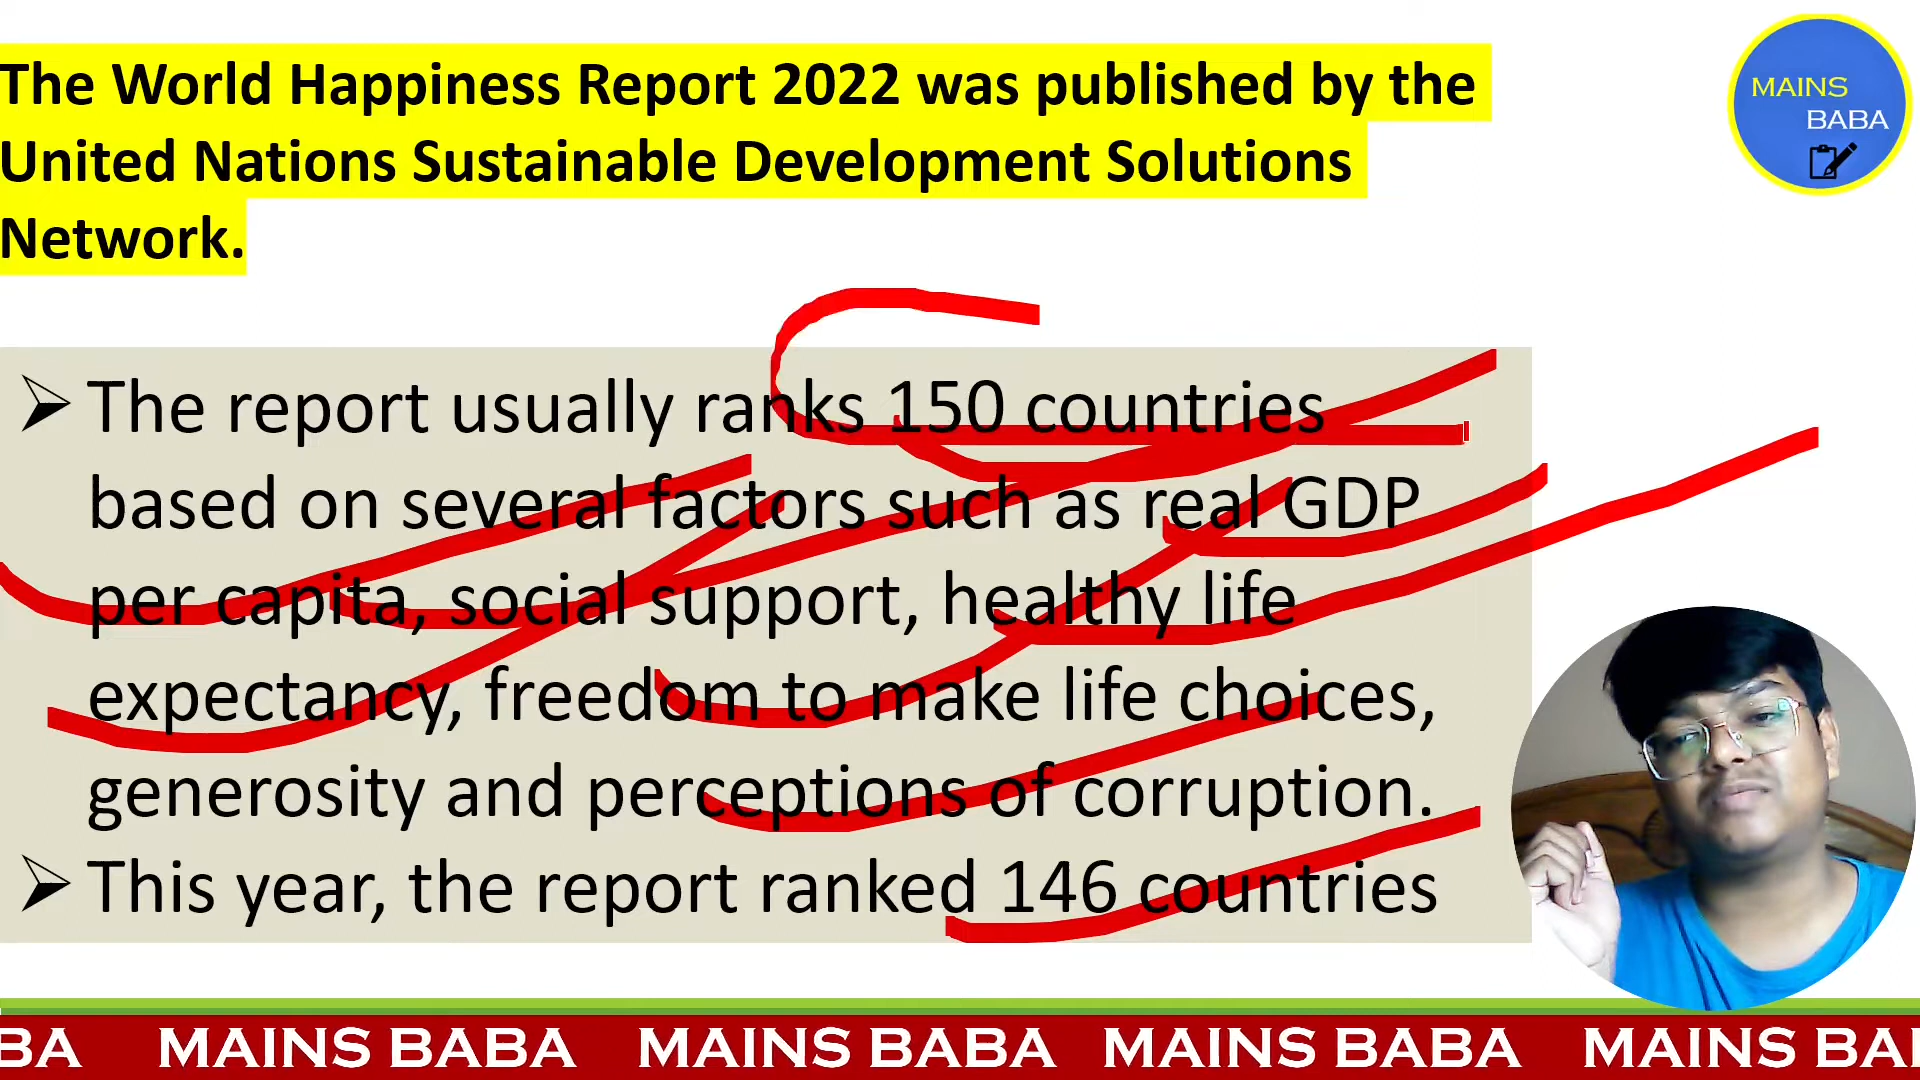 The World Happiness Report 2022 was published by the
United Nations Sustainable Development Solutions
Network.
MAINS
BABA
The report usually ranks 150 countries
based on several factors such as real GDP
per capita, social support, healthy life
expectancy, freedom to make life choices,
generosity and perceptions of corruption.
This year, the report ranked 146 countries
BA MAINS BABA MAINS BABA MAINS BABA MAINS BA